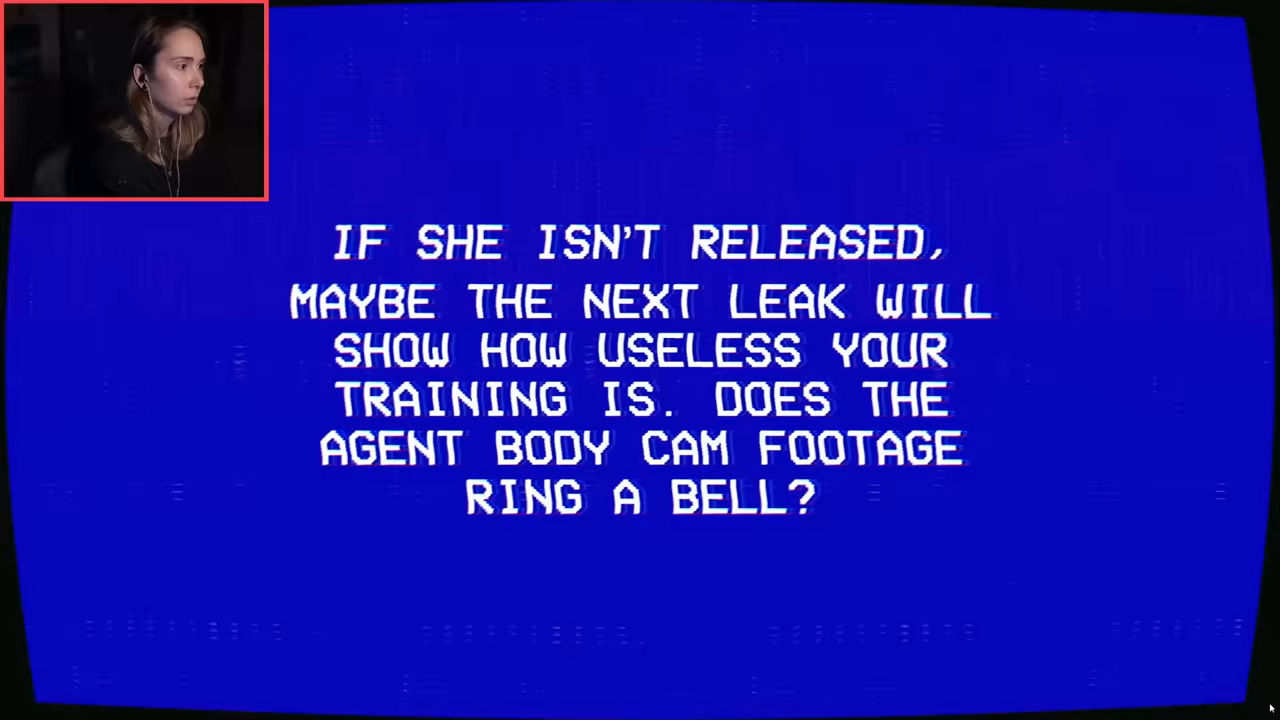 IF SHE ISN'T RELEASED,
MAYBE THE NEXT LEAK WILL
SHOW HOW USELESS YOUR
TRAINING IS. DOES THE
AGENT BODY CAM FOOTAGE
RING A BELL?